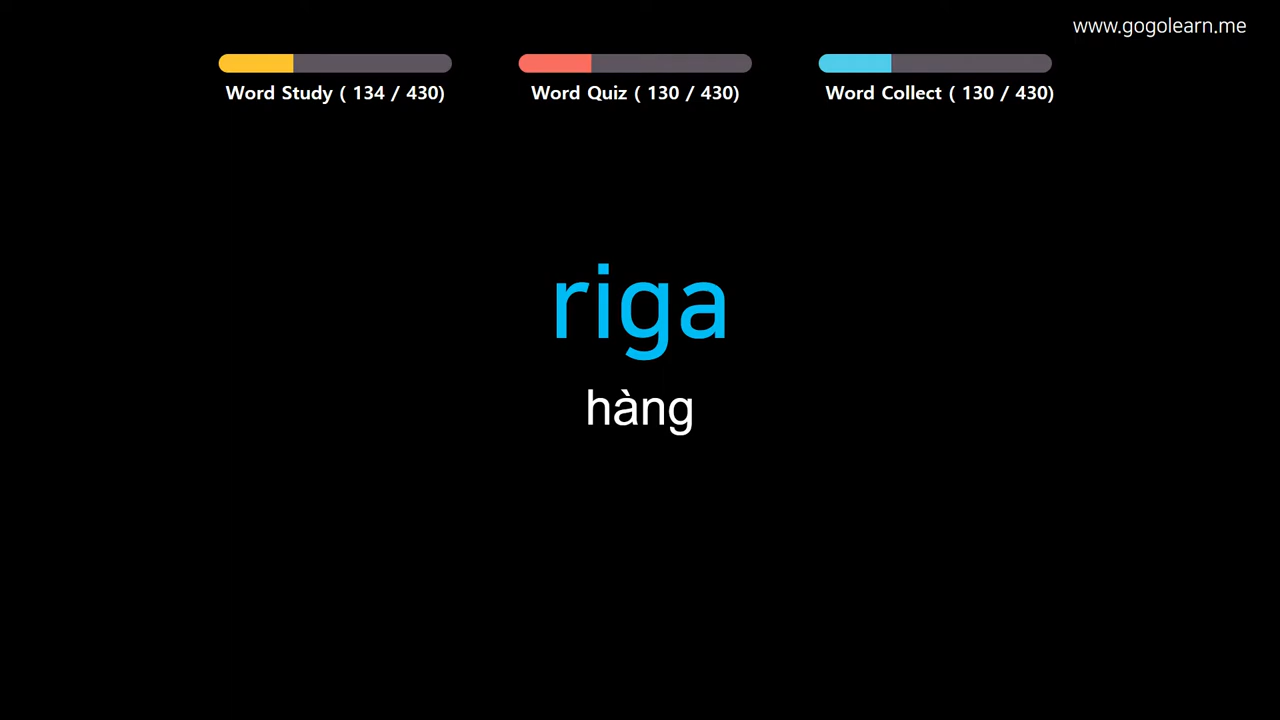 www.gogolearn.me
Word Study ( 134 / 430)
Word Quiz ( 130 / 430)
Word Collect ( 130 / 430)
riga
hàng